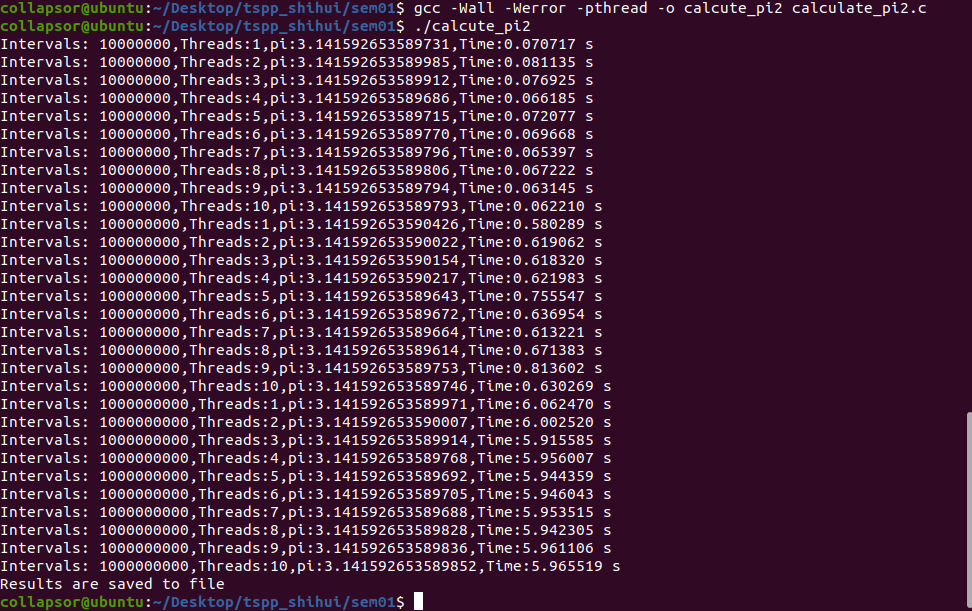 collapsor@ubuntu:~/Desktop/tspp_shihui/sem01$ gcc -Wall -Werror -pthread -o calcute_pi2 calculate_pi2.c
collapsor@ubuntu:~/Desktop/tspp_shihui/sem01$ ./calcute_pi2
Intervals: 10000000,Threads:1,pi:3.141592653589731,Time:0.070717 s
Intervals: 10000000,Threads:2,pi:3.141592653589985,Time:0.081135 s
Intervals: 10000000,Threads:3,pi:3.141592653589912,Time:0.076925 s
Intervals: 10000000,Threads:4,pi:3.141592653589686,Time:0.066185 s
Intervals: 10000000,Threads:5,pi:3.141592653589715,Time:0.072077 s
Intervals: 10000000,Threads:6,pi:3.141592653589770,Time:0.069668 s
Intervals: 10000000,Threads:7,pi:3.141592653589796,Time:0.065397 s
Intervals: 10000000,Threads:8,pi:3.141592653589806,Time:0.067222 s
Intervals: 10000000,Threads:9,pi:3.141592653589794,Time:0.063145 s
Intervals: 10000000,Threads:10,pi:3.141592653589793,Time:0.062210 s
Intervals: 100000000,Threads:1,pi:3.141592653590426,Time:0.580289 s
Intervals: 100000000,Threads:2,pi:3.141592653590022,Time:0.619062 s
Intervals: 100000000,Threads:3,pi:3.141592653590154,Time:0.618320 s
Intervals: 100000000,Threads:4,pi:3.141592653590217,Time:0.621983 s
Intervals: 100000000,Threads:5,pi:3.141592653589643,Time:0.755547 s
Intervals: 100000000,Threads:6,pi:3.141592653589672,Time:0.636954 s
Intervals: 100000000,Threads:7,pi:3.141592653589664,Time:0.613221 s
Intervals: 100000000,Threads:8,pi:3.141592653589614,Time:0.671383 s
Intervals: 100000000,Threads:9,pi:3.141592653589753,Time:0.813602 s
Intervals: 100000000,Threads:10,pi:3.141592653589746,Time:0.630269 s
Intervals: 1000000000,Threads:1,pi:3.141592653589971,Time:6.062470 s
Intervals: 1000000000,Threads:2,pi:3.141592653590007,Time:6.002520 s
Intervals: 1000000000,Threads:3,pi:3.141592653589914,Time:5.915585 s
Intervals: 1000000000,Threads:4,pi:3.141592653589768,Time:5.956007 s
Intervals: 1000000000,Threads:5,pi:3.141592653589692,Time:5.944359 s
Intervals: 1000000000,Threads:6,pi:3.141592653589705,Time:5.946043 s
Intervals: 1000000000,Threads:7,pi:3.141592653589688,Time:5.953515 s
Intervals: 1000000000,Threads:8,pi:3.141592653589828,Time:5.942305 s
Intervals: 1000000000,Threads:9,pi:3.141592653589836,Time:5.961106 s
Intervals: 1000000000,Threads:10,pi:3.141592653589852,Time:5.965519 s
Results are saved to file
collapsor@ubuntu:~/Desktop/tspp_shihui/sem01$